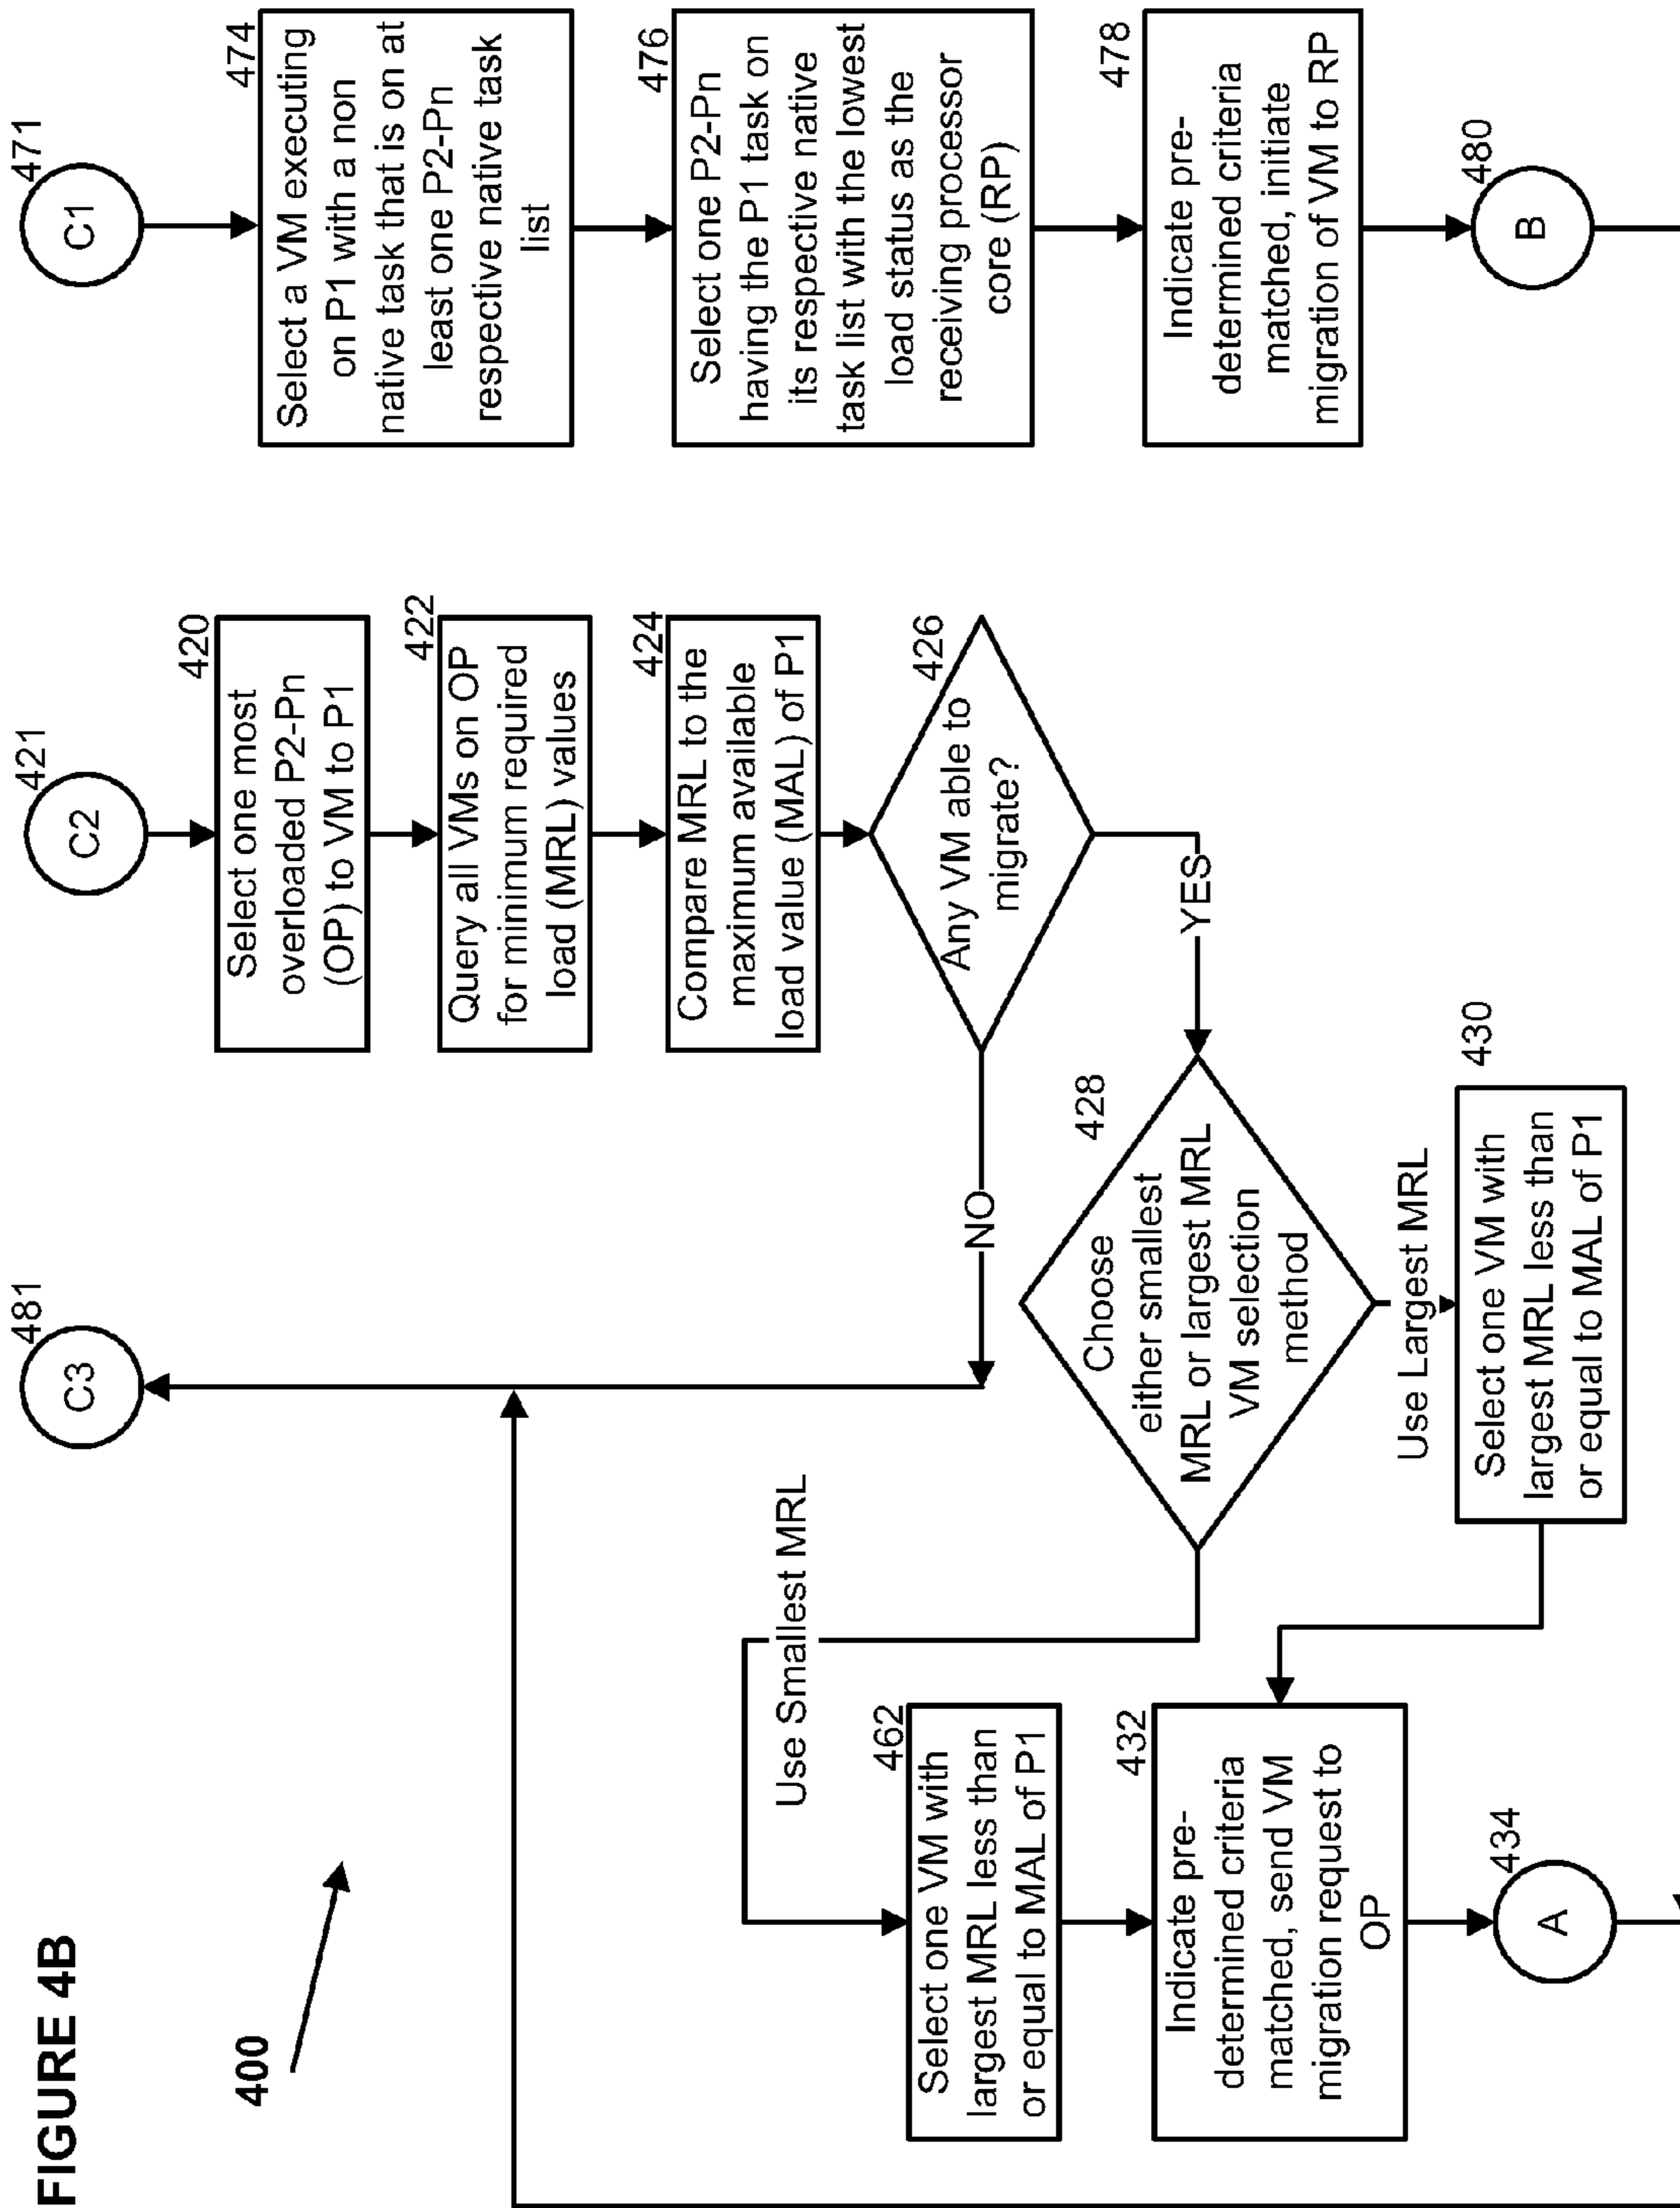 FIGURE 4B
400
481
C3
421
C2
471
C1
420
Select one most
overloaded P2-Pn
(OP) to VM to P1
422
Query all VMs on OP
for minimum required
load (MRL) values
424
Compare MRL to the
maximum available
load value (MAL) of P1
426
Any VM able to
migrate?
NO
YES
428
Choose
either smallest
MRL or largest MRL
VM selection
method
Use Smallest MRL
Use Largest MRL
430
Select one VM with
largest MRL less than
or equal to MAL of P1
462
Select one VM with
largest MRL less than
or equal to MAL of P1
432
Indicate pre-
determined criteria
matched, send VM
migration request to
OP
434
A
474
Select a VM executing
on P1 with a non
native task that is on at
least one P2-Pn
respective native task
list
476
Select one P2-Pn
having the P1 task on
its respective native
task list with the lowest
load status as the
receiving processor
core (RP)
478
Indicate pre-
determined criteria
matched, initiate
migration of VM to RP
480
B